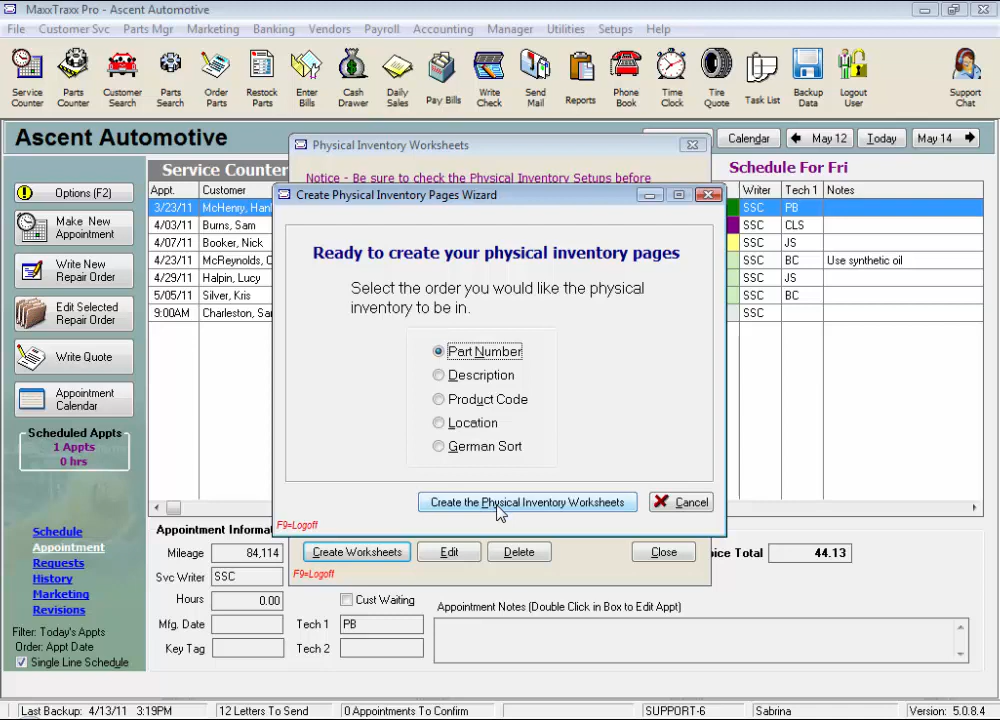 MaxxTraxx Pro - Ascent Automotive
File Customer Svc Parts Mgr Marketing Banking Vendors Payroll Accounting Manager Utilities Setups Help
Service Counter
Parts Counter
Customer Search
Parts Search
Order Parts
Restock Parts
Enter Bills
Cash Drawer
Daily Sales
Pay Bills
Write Check
Send Mail
Reports
Phone Book
Time Clock
Tire Quote
Task List
Backup Data
Logout User
Support Chat
Ascent Automotive
Calendar
May 12
Today
May 14
Service Counter
Schedule For Fri
Options (F2)
Make New Appointment
Write New Repair Order
Edit Selected Repair Order
Write Quote
Appointment Calendar
Scheduled Appts
1 Appts
0 hrs
Schedule
Appointment
Requests
History
Marketing
Revisions
Filter: Today's Appts
Order: Appt Date
Single Line Schedule
Appt. Customer Writer Tech 1 Notes
3/23/11 McHenry, Han SSC PB
4/03/11 Burns, Sam SSC CLS
4/07/11 Booker, Nick SSC JS
4/23/11 McReynolds, C SSC BC Use synthetic oil
4/29/11 Halpin, Lucy SSC JS
5/05/11 Silver, Kris SSC BC
9:00AM Charleston, Sa SSC
Physical Inventory Worksheets
Notice - Be sure to check the Physical Inventory Setups before
Create Physical Inventory Pages Wizard
Ready to create your physical inventory pages
Select the order you would like the physical
inventory to be in.
Part Number
Description
Product Code
Location
German Sort
Create the Physical Inventory Worksheets
Cancel
F9=Logoff
Create Worksheets
Edit
Delete
Close
F9=Logoff
Appointment Informa
oice Total 44.13
Mileage 84,114
Svc Writer SSC
Hours 0.00
Mfg. Date
Key Tag
Cust Waiting
Tech 1 PB
Tech 2
Appointment Notes (Double Click in Box to Edit Appt)
Last Backup: 4/13/11 3:19PM
12 Letters To Send
0 Appointments To Confirm
SUPPORT-6
Sabrina
Version: 5.0.8.4